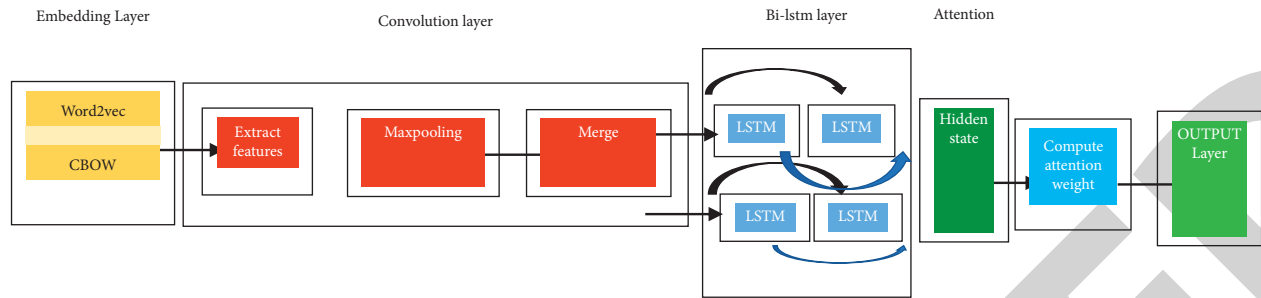 Embedding Layer
Convolution layer
Bi-lstm layer
Attention
Word2vec
CBOW
Extract
features
Maxpooling
Merge
LSTM
LSTM
LSTM
LSTM
Hidden
state
Compute
attention
weight
OUTPUT
Layer